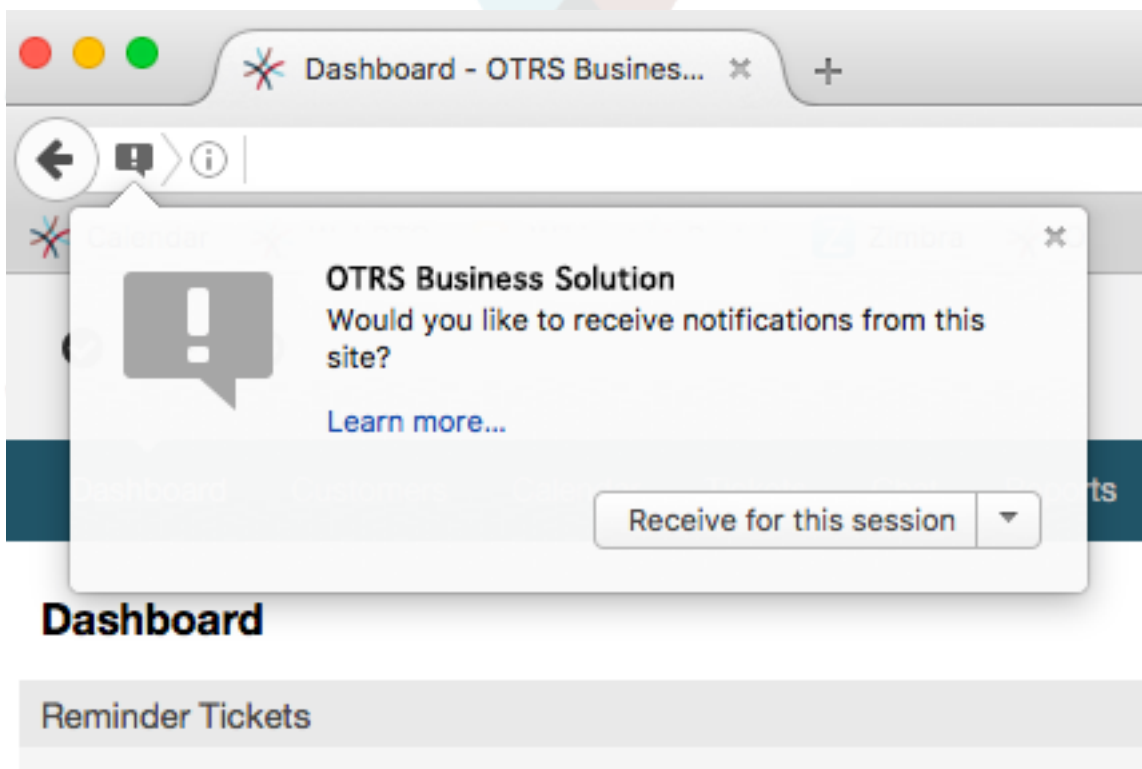 Dashboard - OTRS Busines...
Calendar Zimbra
OTRS Business Solution
Would you like to receive notifications from this
site?
Learn more...
Dashboard ts
Receive for this session
Dashboard
Reminder Tickets